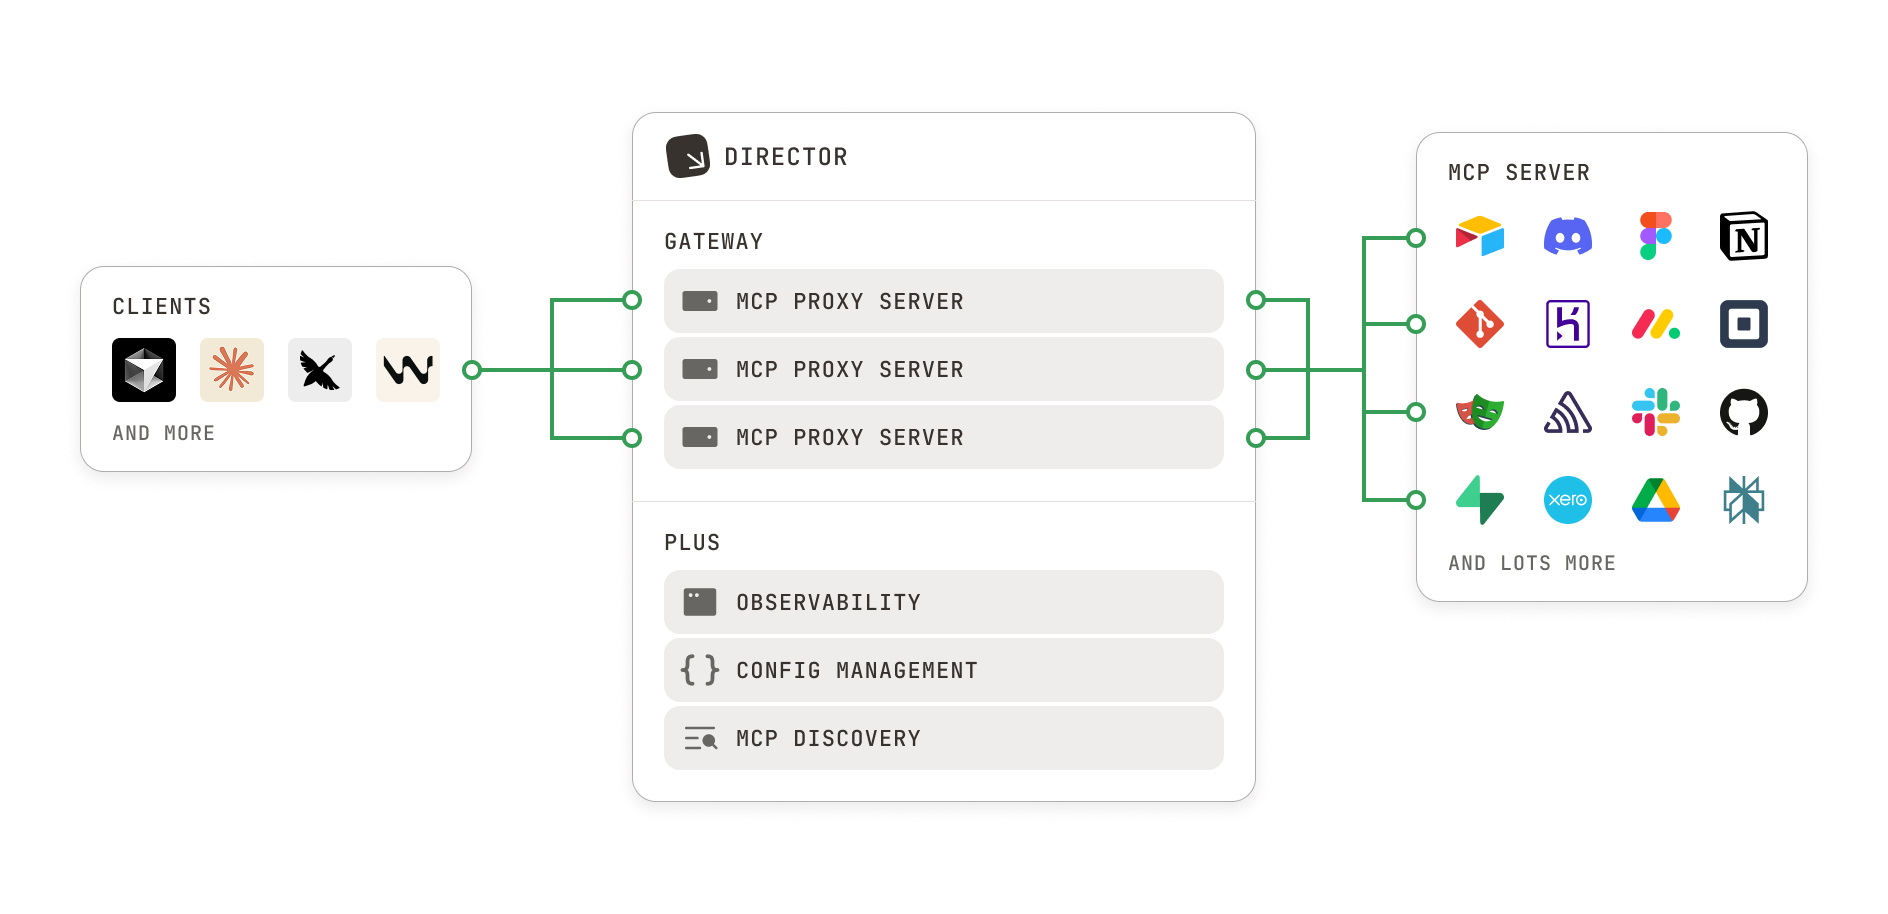 CLIENTS
AND MORE
DIRECTOR
GATEWAY
MCP PROXY SERVER
MCP PROXY SERVER
MCP PROXY SERVER
PLUS
OBSERVABILITY
CONFIG MANAGEMENT
MCP DISCOVERY
MCP SERVER
N
xero
AND LOTS MORE